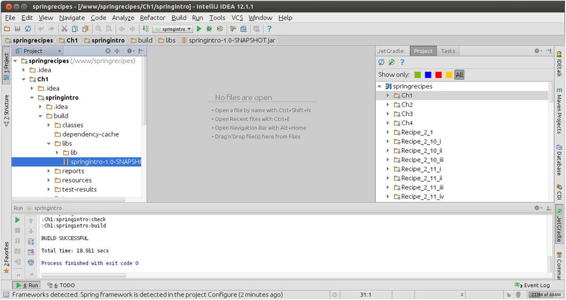 springrecipes - [/www/springrecipes/Ch1/springintro] - IntelliJ IDEA 12.1.1
File Edit View Navigate Code Analyze Refactor Build Run Tools VCS Window Help
springrecipes Ch1 springintro build libs springintro-1.0-SNAPSHOT.jar
Project
springrecipes (/www/springrecipes)
.idea
Ch1
.idea
springintro
.idea
build
classes
dependency-cache
libs
lib
springintro-1.0-SNAPSH
reports
resources
test-results
No files are open
• Open a file by name with Ctrl+Shift+N
• Open Recent files with Ctrl+E
• Open Navigation Bar with Alt+Home
• Drag'n'Drop file(s) here from Files
JetGradle Project Tasks
Show only: All
springrecipes
Ch1
Ch2
Ch3
Ch4
Recipe_2_1
Recipe_2_10_i
Recipe_2_10_ii
Recipe_2_10_iii
Recipe_2_11_i
Recipe_2_11_ii
Recipe_2_11_iii
Recipe_2_11_iv
1: Project
2: Structure
2: Favorites
IDEtalk
Maven Projects
Ant Build
CDI
JetGradle
Comman
Run springintro
:Ch1:springintro:check
:Ch1:springintro:build
BUILD SUCCESSFUL
Total time: 18.911 secs
Process finished with exit code 0
4: Run 6: TODO Event Log
Frameworks detected: Spring framework is detected in the project Configure (2 minutes ago) 31:1